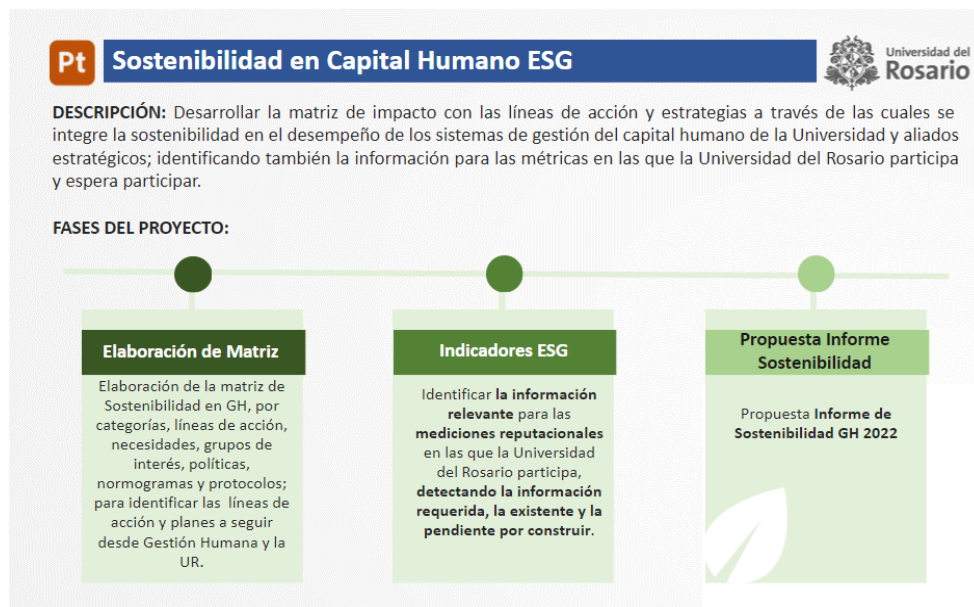 Pt
Sostenibilidad en Capital Humano ESG
Universidad del
Rosario
DESCRIPCIÓN: Desarrollar la matriz de impacto con las líneas de acción y estrategias a través de las cuales se
integre la sostenibilidad en el desempeño de los sistemas de gestión del capital humano de la Universidad y aliados
estratégicos; identificando también la información para las métricas en las que la Universidad del Rosario participa
y espera participar.
FASES DEL PROYECTO:
Elaboración de Matriz
Elaboración de la matriz de
Sostenibilidad en GH, por
categorías, líneas de acción,
necesidades, grupos de
interés, políticas,
normogramas y protocolos;
para identificar las líneas de
acción y planes a seguir
desde Gestión Humana y la
UR.
Indicadores ESG
Identificar la información
relevante para las
mediciones reputacionales
en las que la Universidad
del Rosario participa,
detectando la información
requerida, la existente y la
pendiente por construir.
Propuesta Informe
Sostenibilidad
Propuesta Informe de
Sostenibilidad GH 2022